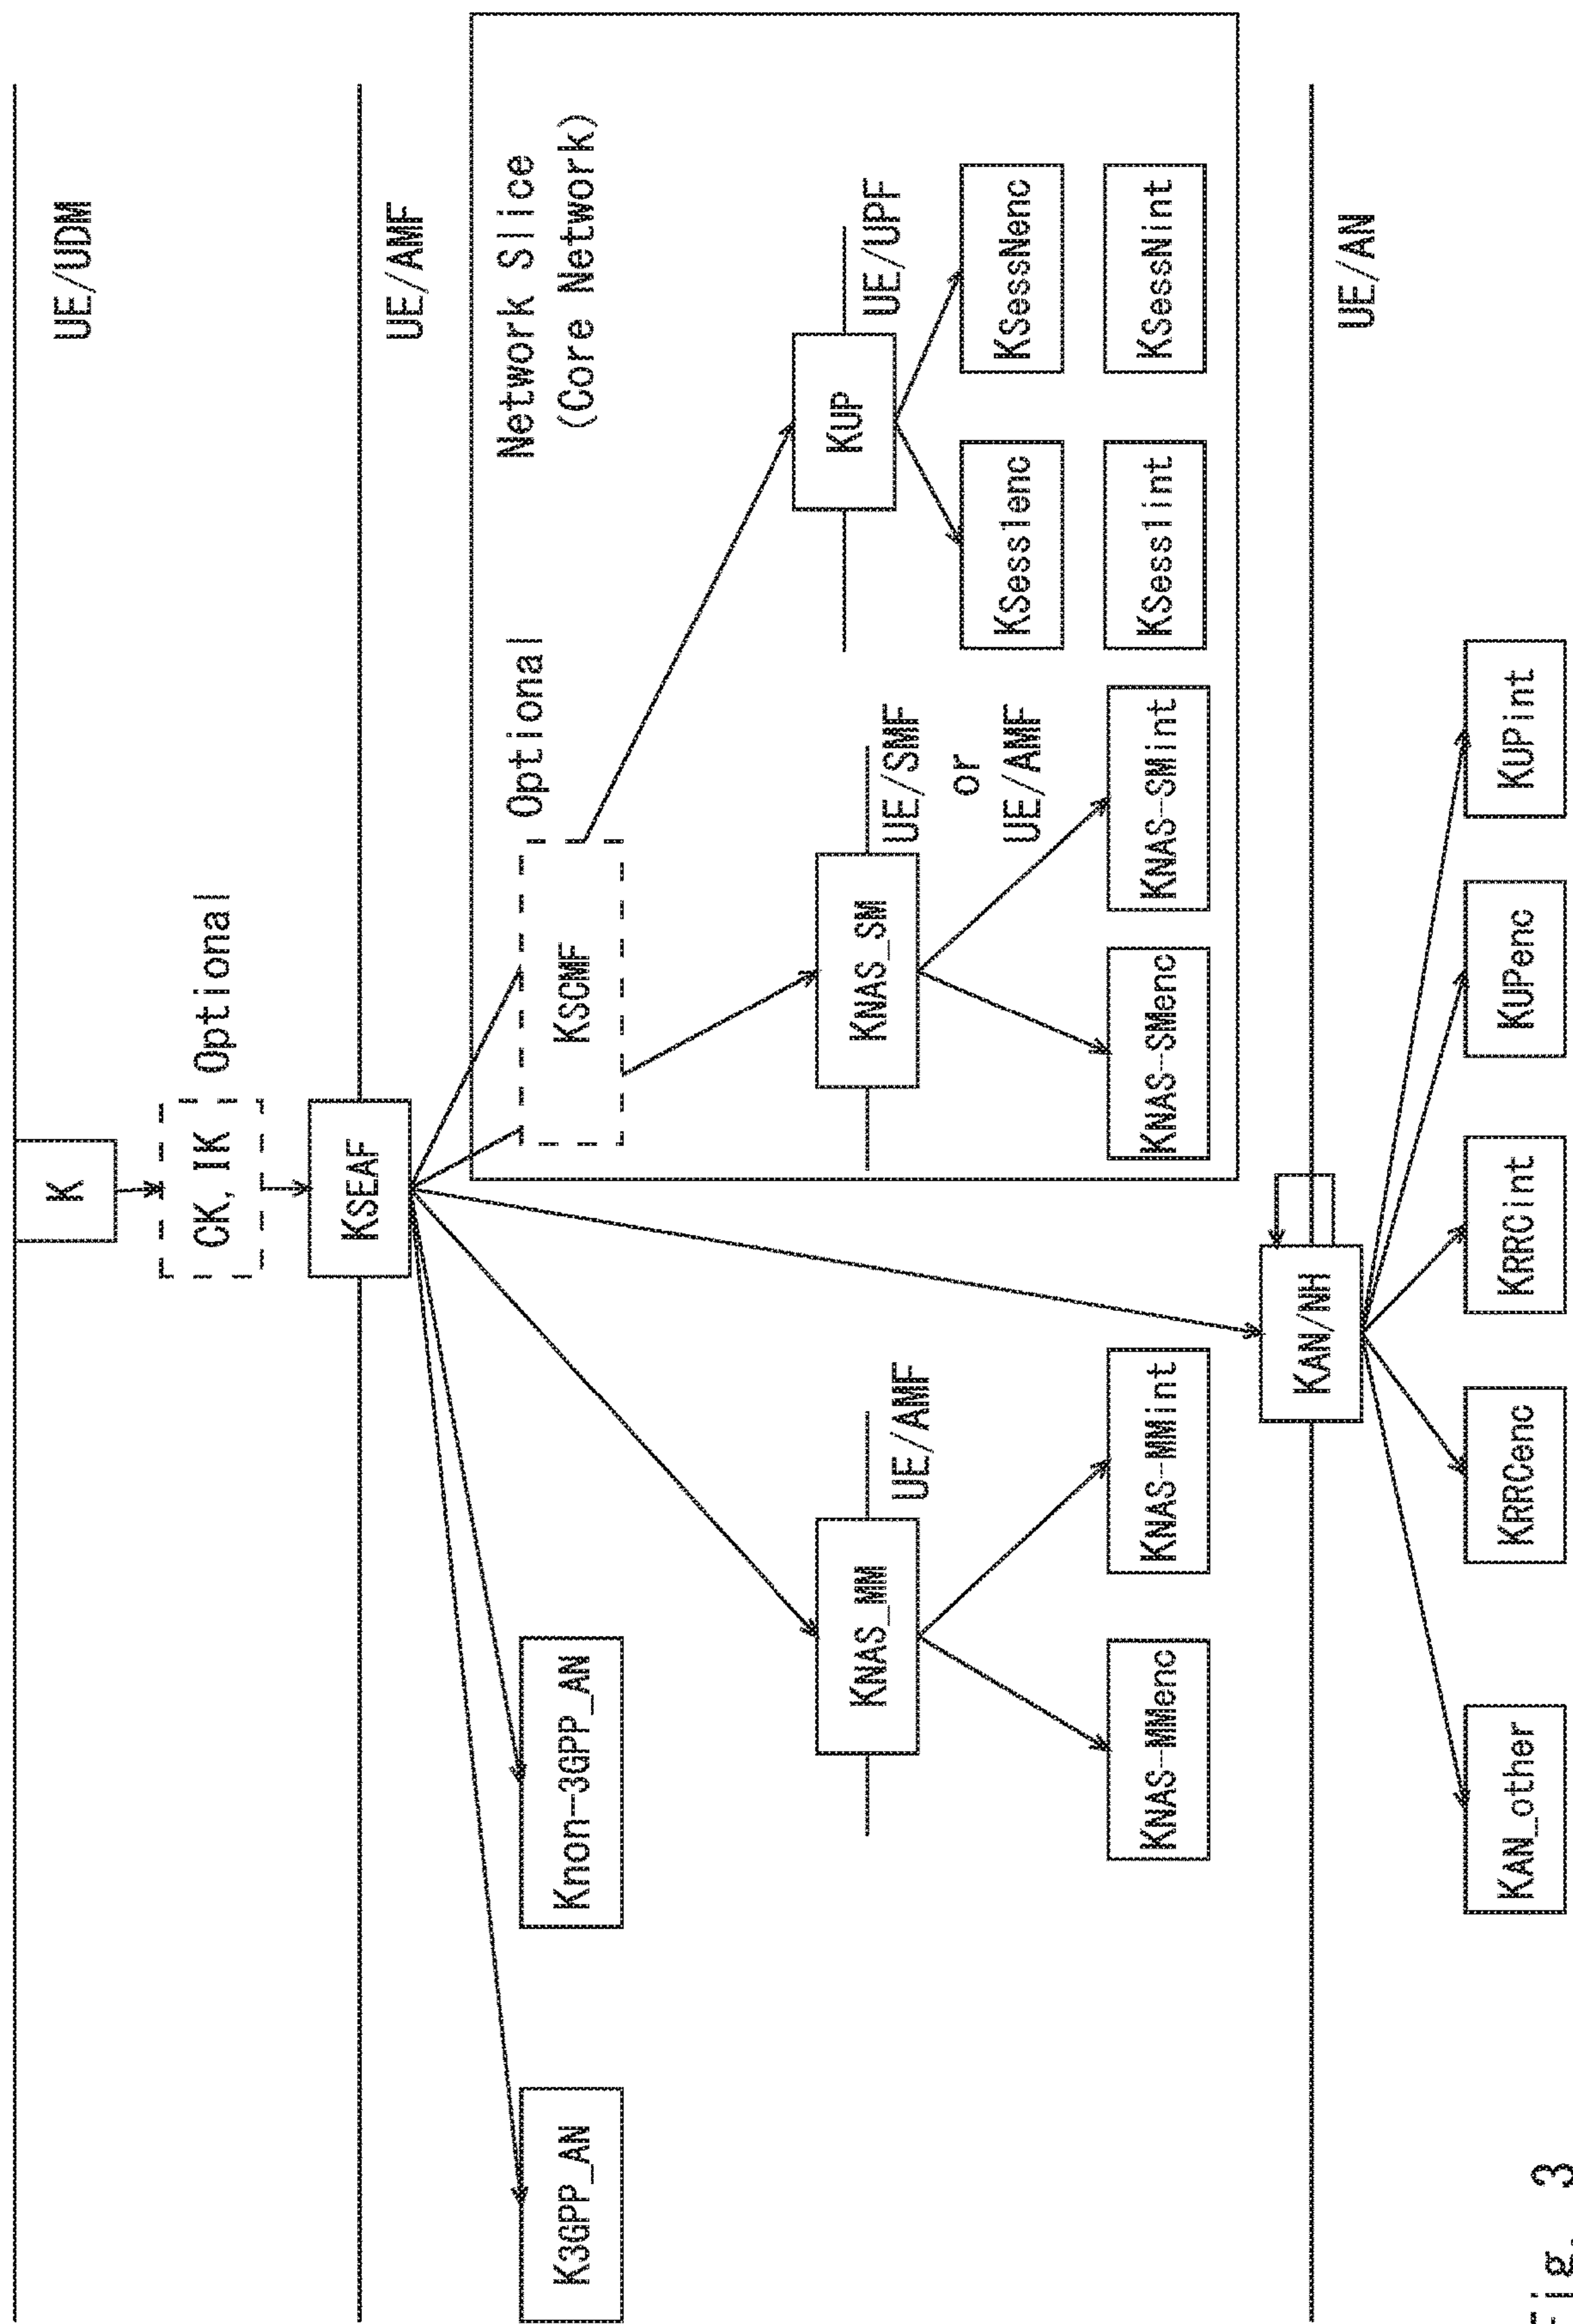 UE/UDM
K
CK, IK
Optional
KSEAF
UE/AMF
Network Slice
(Core Network)
Optional
K3GPP_AN
Knon-3GPP_AN
KSCMF
KNAS_MM
UE/AMF
KNAS_SM
UE/SMF
or
UE/AMF
KUP
UE/UPF
KSess1enc
KSessNenc
KNAS-MMenc
KNAS-MMint
KNAS-SMenc
KNAS-SMint
KSess1int
KSessNint
KAN/NH
UE/AN
KAN_other
KRRCenc
KRRCint
KUPenc
KUPint
Fig. 3